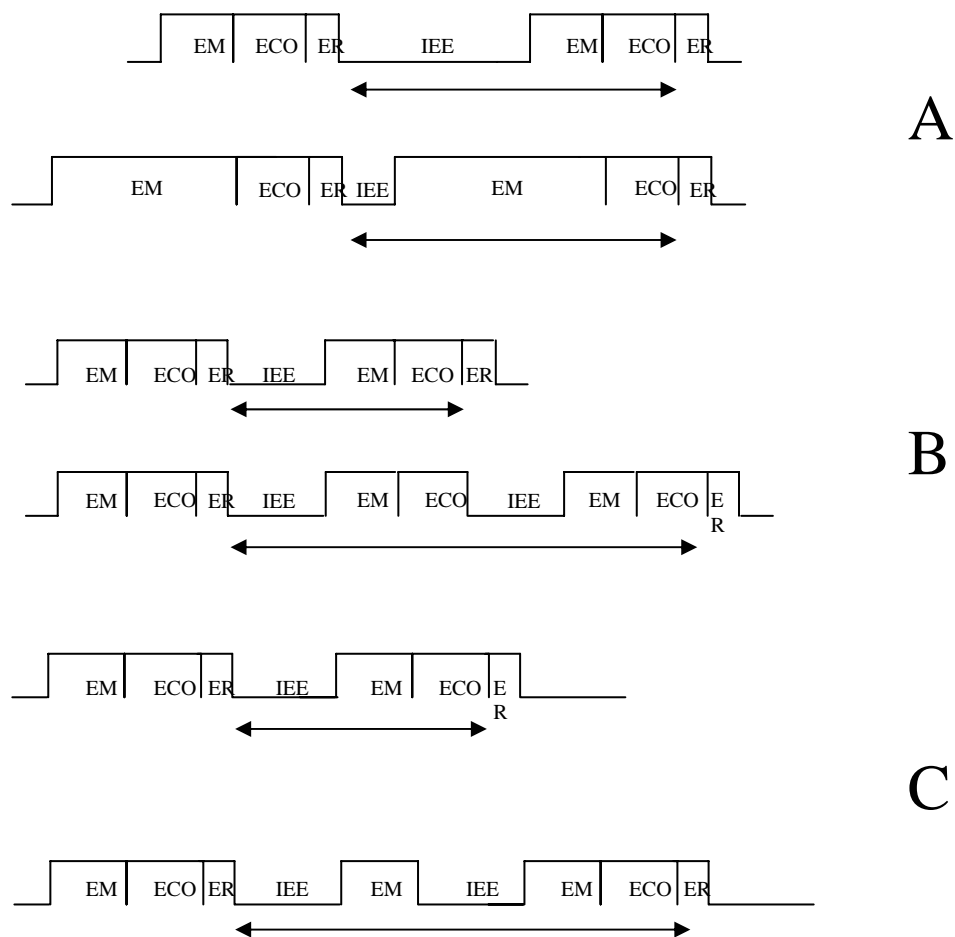 EM ECO ER IEE EM ECO ER
A
EM ECO ER IEE EM ECO ER
EM ECO ER IEE EM ECO ER
B
EM ECO ER IEE EM ECO IEE EM ECO E
R
EM ECO ER IEE EM ECO E
R
C
EM ECO ER IEE EM IEE EM ECO ER